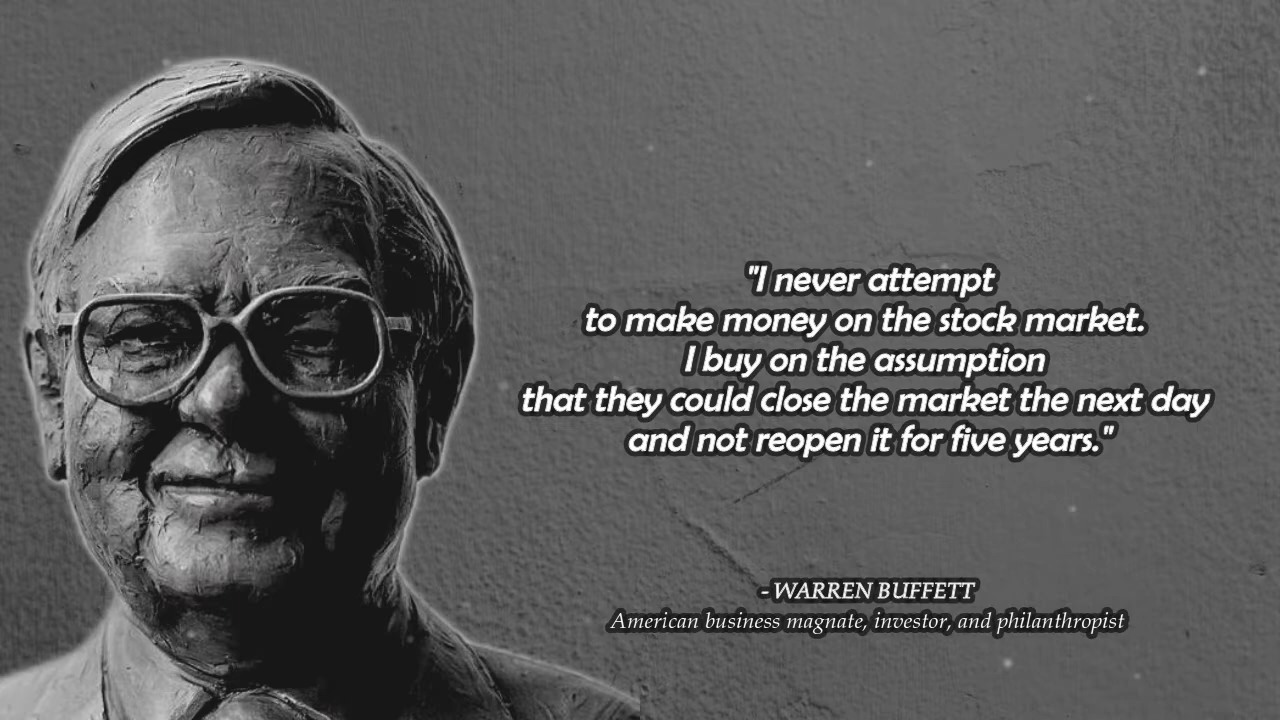 "I never attempt
to make money on the stock market.
I buy on the assumption
that they could close the market the next day
and not reopen it for five years."
- WARREN BUFFETT
American business magnate, investor, and philanthropist